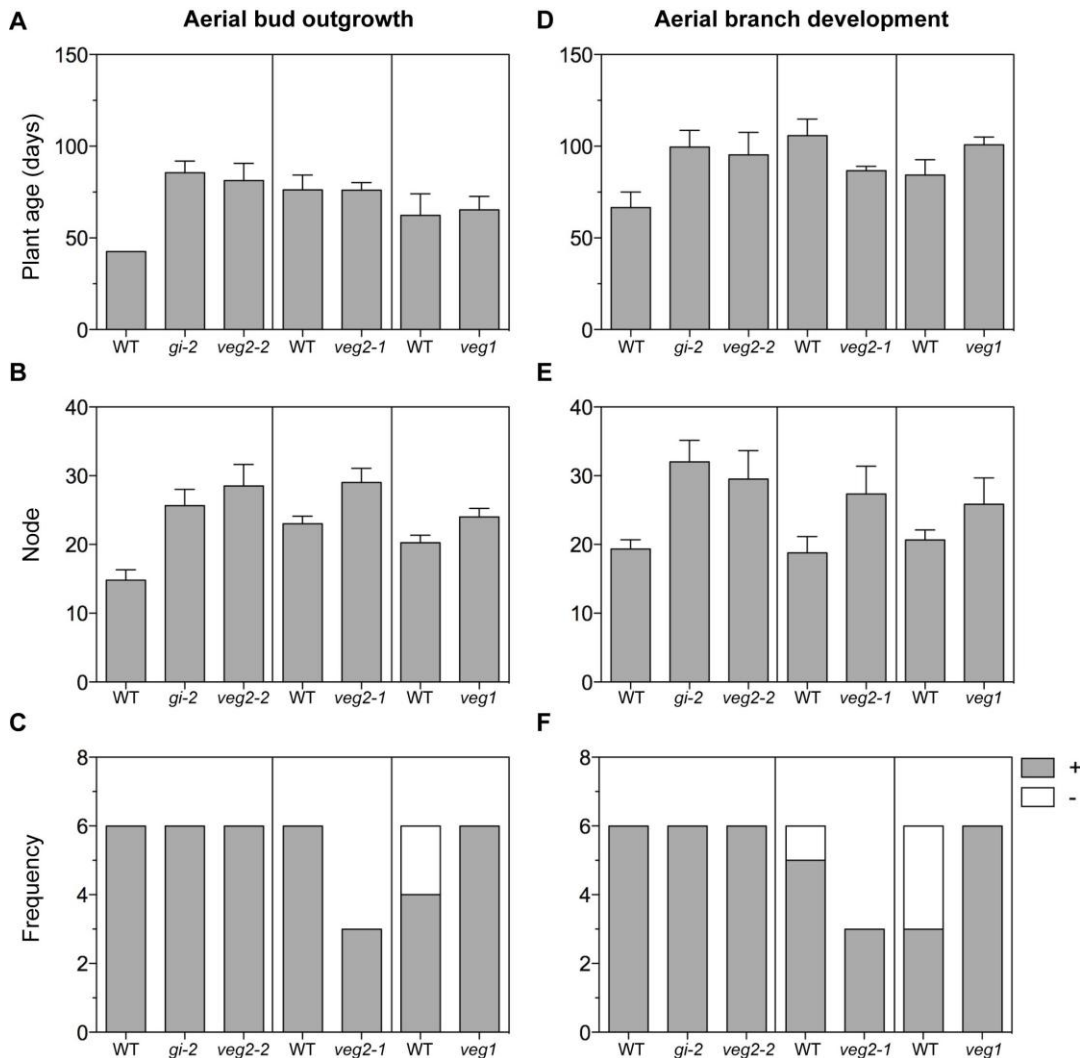 A Aerial bud outgrowth
Plant age (days)
150
100
50
0
WT gi-2 veg2-2 WT veg2-1 WT veg1
B
Node
40
30
20
10
0
WT gi-2 veg2-2 WT veg2-1 WT veg1
C
Frequency
8
6
4
2
0
WT gi-2 veg2-2 WT veg2-1 WT veg1
D Aerial branch development
150
100
50
0
WT gi-2 veg2-2 WT veg2-1 WT veg1
E
40
30
20
10
0
WT gi-2 veg2-2 WT veg2-1 WT veg1
F
8
6
4
2
0
WT gi-2 veg2-2 WT veg2-1 WT veg1
+
-